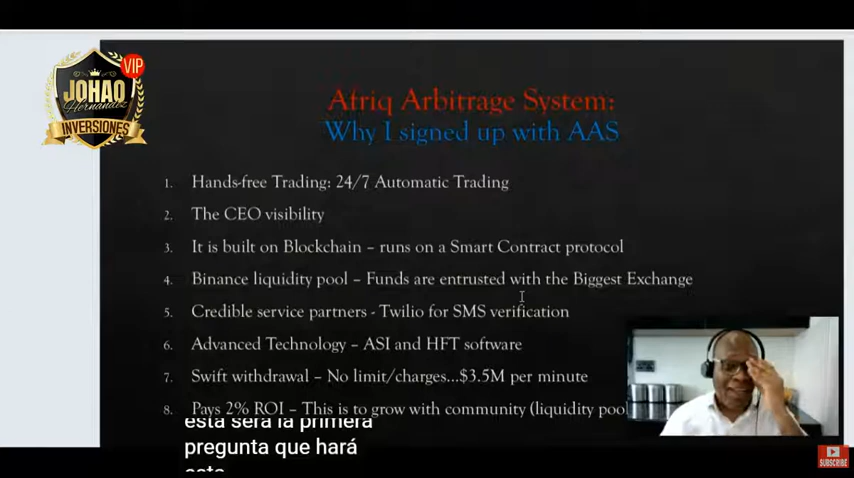 JOHAO
Hernandez
VIP
INVERSIONES
Afriq Arbitrage System:
Why I signed up with AAS
1. Hands-free Trading: 24/7 Automatic Trading
2. The CEO visibility
3. It is built on Blockchain – runs on a Smart Contract protocol
4. Binance liquidity pool – Funds are entrusted with the Biggest Exchange
5. Credible service partners - Twilio for SMS verification
6. Advanced Technology – ASI and HFT software
7. Swift withdrawal – No limit/charges...$3.5M per minute
8. Pays 2% ROI – This is to grow with community (liquidity pool
esta será la primera
pregunta que hará
SUBSCRIBE